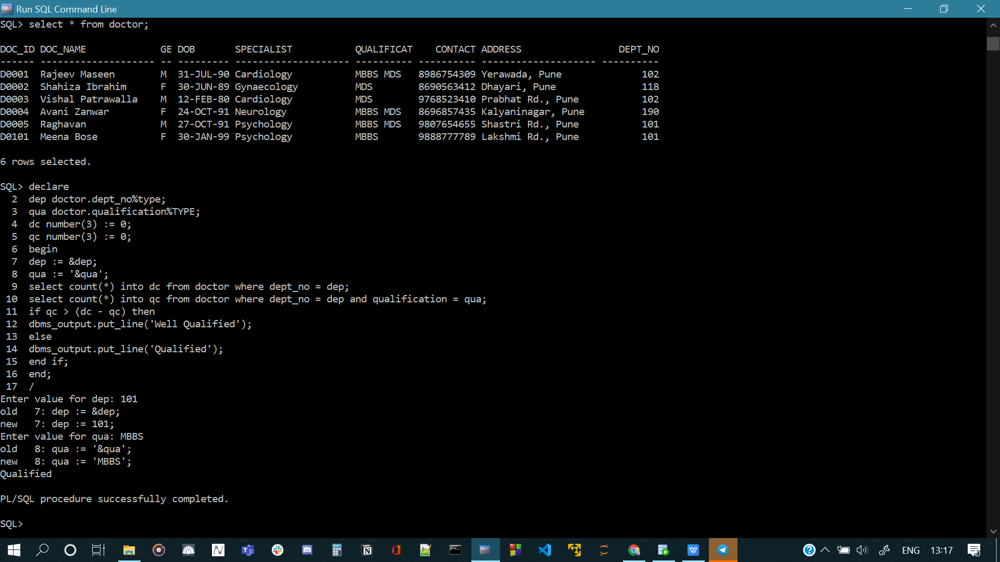 Run SQL Command Line
SQL> select * from doctor;
DOC_ID DOC_NAME             GE DOB       SPECIALIST           QUALIFICAT    CONTACT ADDRESS                 DEPT_NO
------ -------------------- -- --------- -------------------- ---------- ---------- -------------------- ----------
D0001  Rajeev Maseen        M  31-JUL-90 Cardiology           MBBS MDS   8986754309 Yerawada, Pune              102
D0002  Shahiza Ibrahim      F  30-JUN-89 Gynaecology          MDS        8690563412 Dhayari, Pune               118
D0003  Vishal Patrawalla    M  12-FEB-80 Cardiology           MDS        9768523410 Prabhat Rd., Pune           102
D0004  Avani Zanwar         F  24-OCT-91 Neurology            MBBS MDS   8696857435 Kalyaninagar, Pune          190
D0005  Raghavan             M  27-OCT-91 Psychology           MBBS MDS   9807654655 Shastri Rd., Pune           101
D0101  Meena Bose           F  30-JAN-99 Psychology           MBBS       9888777789 Lakshmi Rd., Pune           101
6 rows selected.
SQL> declare
  2  dep doctor.dept_no%type;
  3  qua doctor.qualification%TYPE;
  4  dc number(3) := 0;
  5  qc number(3) := 0;
  6  begin
  7  dep := &dep;
  8  qua := '&qua';
  9  select count(*) into dc from doctor where dept_no = dep;
 10  select count(*) into qc from doctor where dept_no = dep and qualification = qua;
 11  if qc > (dc - qc) then
 12  dbms_output.put_line('Well Qualified');
 13  else
 14  dbms_output.put_line('Qualified');
 15  end if;
 16  end;
 17  /
Enter value for dep: 101
old   7: dep := &dep;
new   7: dep := 101;
Enter value for qua: MBBS
old   8: qua := '&qua';
new   8: qua := 'MBBS';
Qualified
PL/SQL procedure successfully completed.
SQL>
ENG 13:17